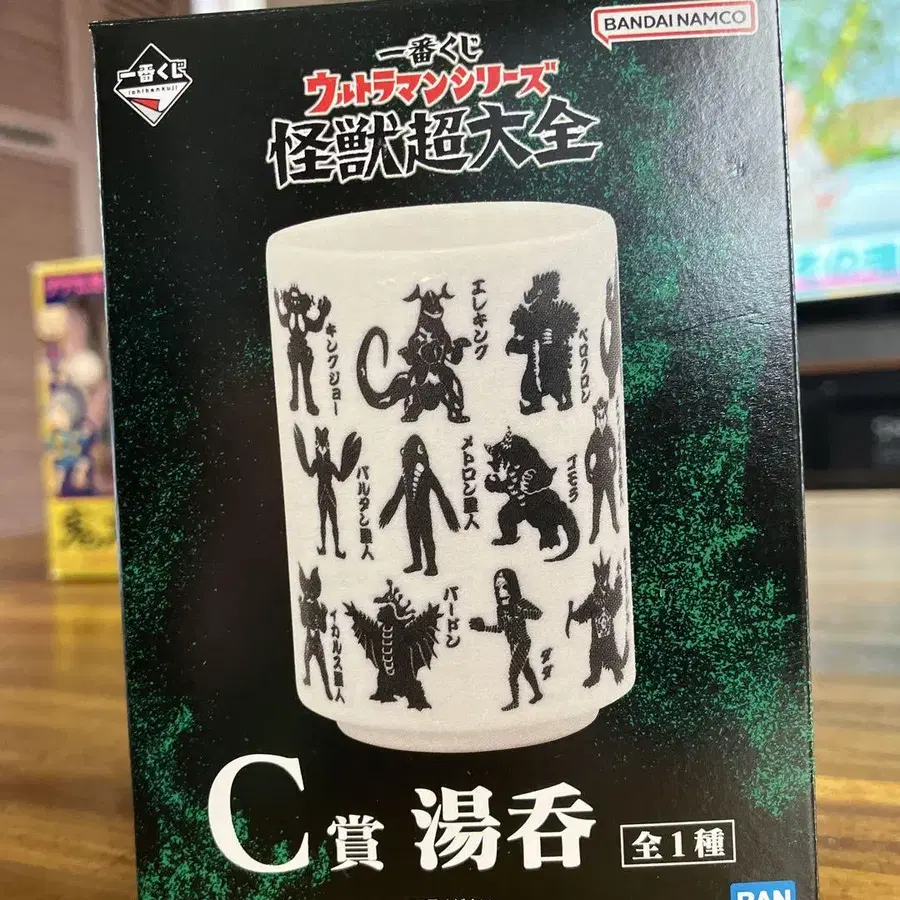 BANDAI NAMCO
一番くじ
ichibankuji
一番くじ
ウルトラマンシリーズ
怪獣超大全
キングジョー
エレキング
ベロクロン
バルタン星人
メトロン星人
ゴモラ
イカルス星人
バードン
ダダ
C賞 湯呑 全1種
BAN